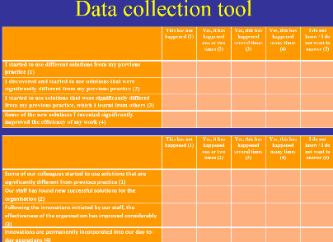 Data collection tool
This has not happened (1)
Yes, it has happened one or two times (2)
Yes, this has happened several times (3)
Yes, this has happened many times (4)
I do not know / I do not want to answer (5)
I started to use different solutions from my previous
practice (1)
I discovered and started to use solutions that were
significantly different from my previous practice (2)
I started to use solutions that were significantly different
from my previous practice, which I learnt from others (3)
Some of the new solutions I invented significantly
improved the efficiency of my work (4)
This has not happened (1)
Yes, it has happened one or two times (2)
Yes, this has happened several times (3)
Yes, this has happened many times (4)
I do not know / I do not want to answer (5)
Some of our colleagues started to use solutions that are
significantly different from previous practice (1)
Our staff has found new successful solutions for the
organisation (2)
Following the innovations initiated by our staff, the
effectiveness of the organisation has improved considerably
(3)
Innovations are permanently incorporated into our day-to-
day operations (4)